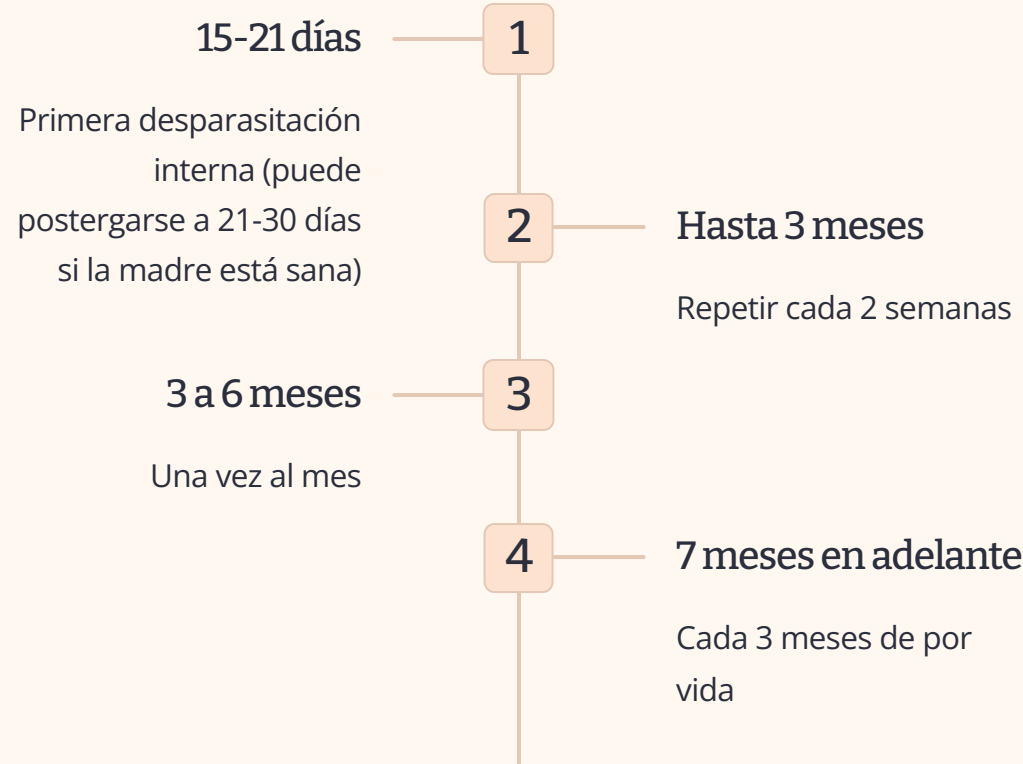 1
15-21 días
Primera desparasitación
interna (puede
postergarse a 21-30 días
si la madre está sana)
2
Hasta 3 meses
Repetir cada 2 semanas
3
3 a 6 meses
Una vez al mes
4
7 meses en adelante
Cada 3 meses de por
vida